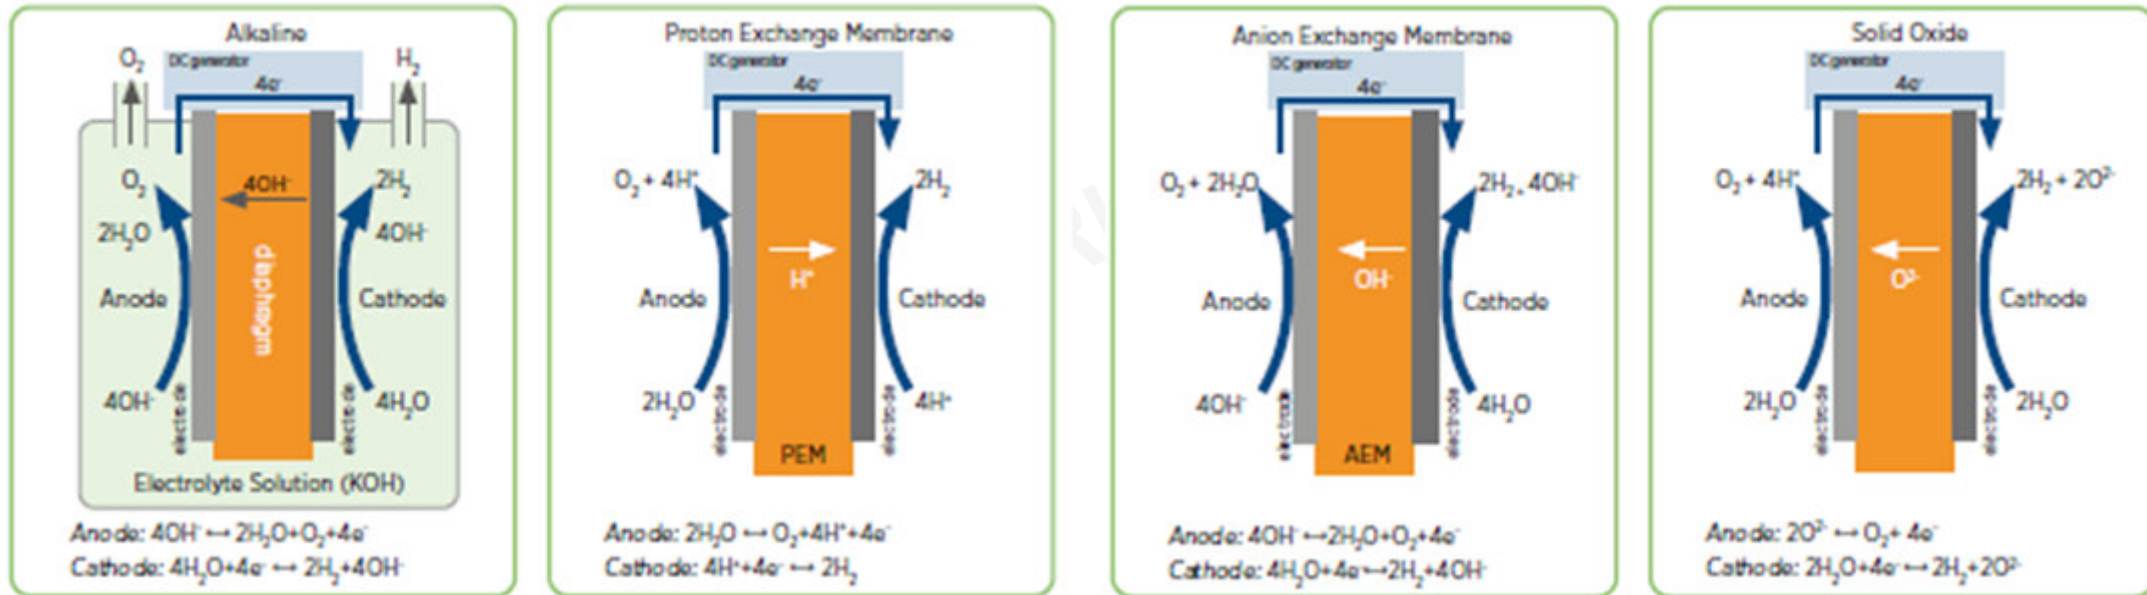 Alkaline
O₂
DC generator
H₂
4e⁻
O₂
4OH⁻
2H₂
2H₂O
4OH⁻
diaphragm
Anode
Cathode
4OH⁻
electrode
electrode
4H₂O
Electrolyte Solution (KOH)
Anode: 4OH⁻ ↔ 2H₂O+O₂+4e⁻
Cathode: 4H₂O+4e⁻ ↔ 2H₂+4OH⁻
Proton Exchange Membrane
DC generator
4e⁻
O₂ + 4H⁺
2H₂
H⁺
Anode
Cathode
2H₂O
electrode
electrode
4H⁺
PEM
Anode: 2H₂O ↔ O₂+4H⁺+4e⁻
Cathode: 4H⁺+4e⁻ ↔ 2H₂
Anion Exchange Membrane
DC generator
4e⁻
O₂ + 2H₂O
2H₂ + 4OH⁻
OH⁻
Anode
Cathode
4OH⁻
electrode
electrode
4H₂O
AEM
Anode: 4OH⁻ ↔ 2H₂O+O₂+4e⁻
Cathode: 4H₂O+4e⁻ ↔ 2H₂+4OH⁻
Solid Oxide
DC generator
4e⁻
O₂ + 4H⁺
2H₂ + 2O²⁻
O²⁻
Anode
Cathode
2H₂O
electrode
electrode
2H₂O
Anode: 2O²⁻ ↔ O₂+ 4e⁻
Cathode: 2H₂O+4e⁻ ↔ 2H₂+2O²⁻